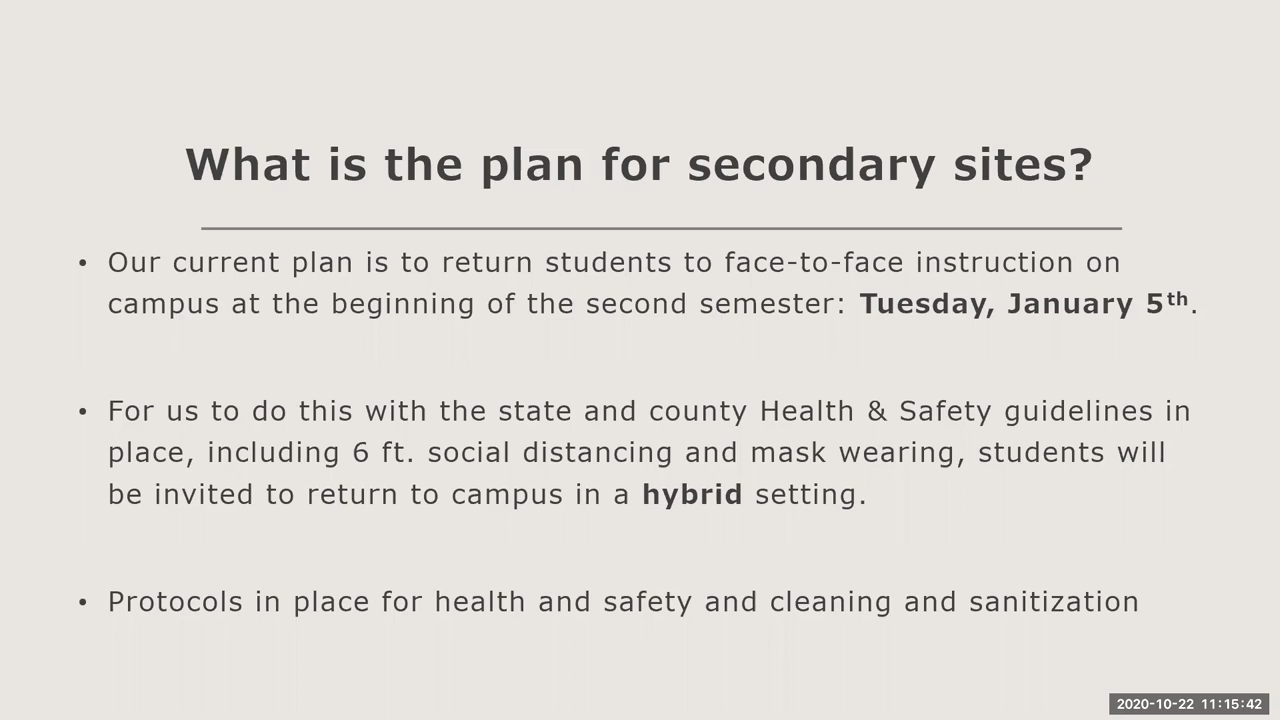 What is the plan for secondary sites?
• Our current plan is to return students to face-to-face instruction on
campus at the beginning of the second semester: Tuesday, January 5th.
• For us to do this with the state and county Health & Safety guidelines in
place, including 6 ft. social distancing and mask wearing, students will
be invited to return to campus in a hybrid setting.
• Protocols in place for health and safety and cleaning and sanitization
2020-10-22 11:15:42